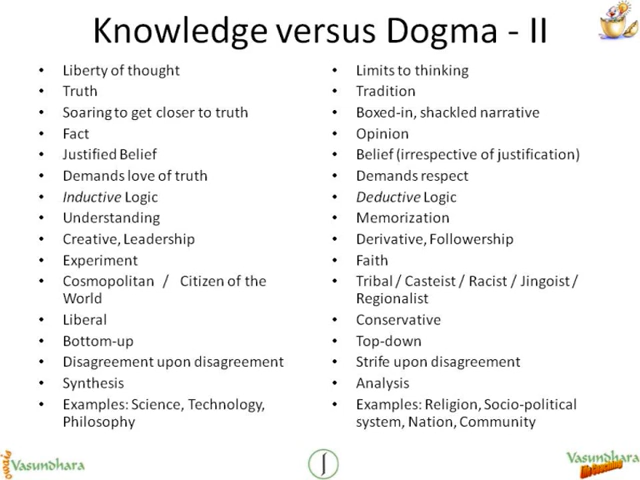 Knowledge versus Dogma - II
• Liberty of thought
• Truth
• Soaring to get closer to truth
• Fact
• Justified Belief
• Demands love of truth
• Inductive Logic
• Understanding
• Creative, Leadership
• Experiment
• Cosmopolitan / Citizen of the
World
• Liberal
• Bottom-up
• Disagreement upon disagreement
• Synthesis
• Examples: Science, Technology,
Philosophy
• Limits to thinking
• Tradition
• Boxed-in, shackled narrative
• Opinion
• Belief (irrespective of justification)
• Demands respect
• Deductive Logic
• Memorization
• Derivative, Followership
• Faith
• Tribal / Casteist / Racist / Jingoist /
Regionalist
• Conservative
• Top-down
• Strife upon disagreement
• Analysis
• Examples: Religion, Socio-political
system, Nation, Community
Vasundhara
J
Vasundhara